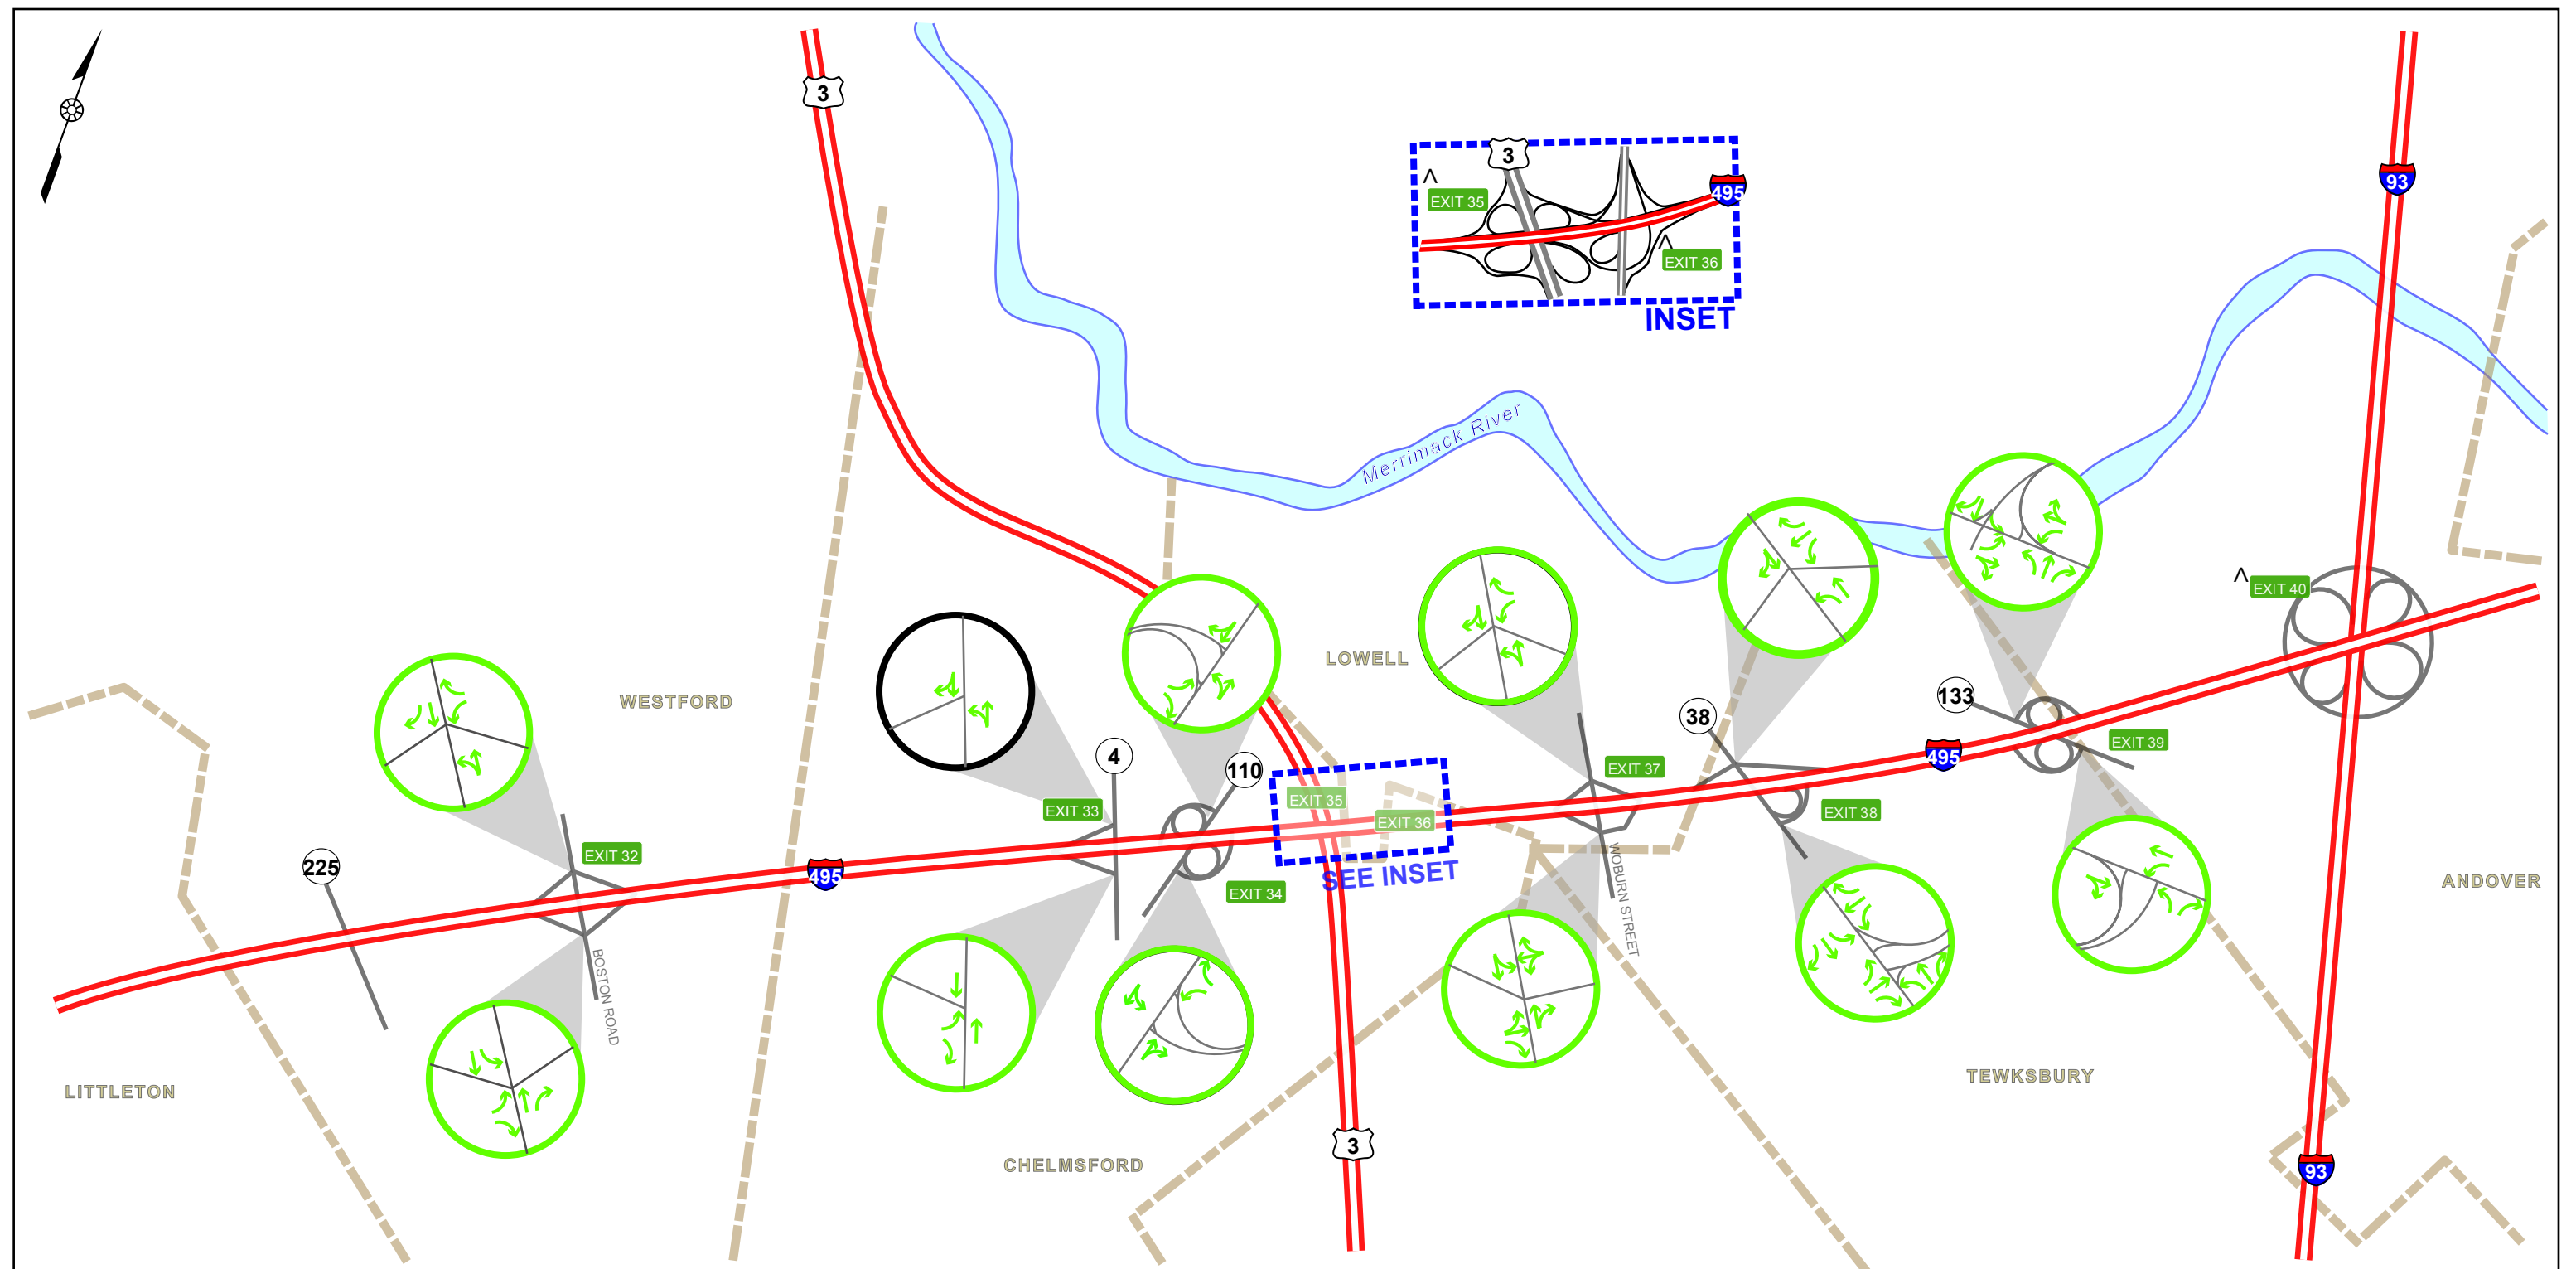 3
93
3
^
EXIT 35
495
^
EXIT 36
INSET
Merrimack River
^
EXIT 40
LOWELL
WESTFORD
133
38
4
110
EXIT 39
495
EXIT 37
EXIT 35
EXIT 33
EXIT 38
EXIT 36
EXIT 32
225
495
SEE INSET
EXIT 34
WOBURN STREET
ANDOVER
BOSTON ROAD
LITTLETON
TEWKSBURY
CHELMSFORD
3
93